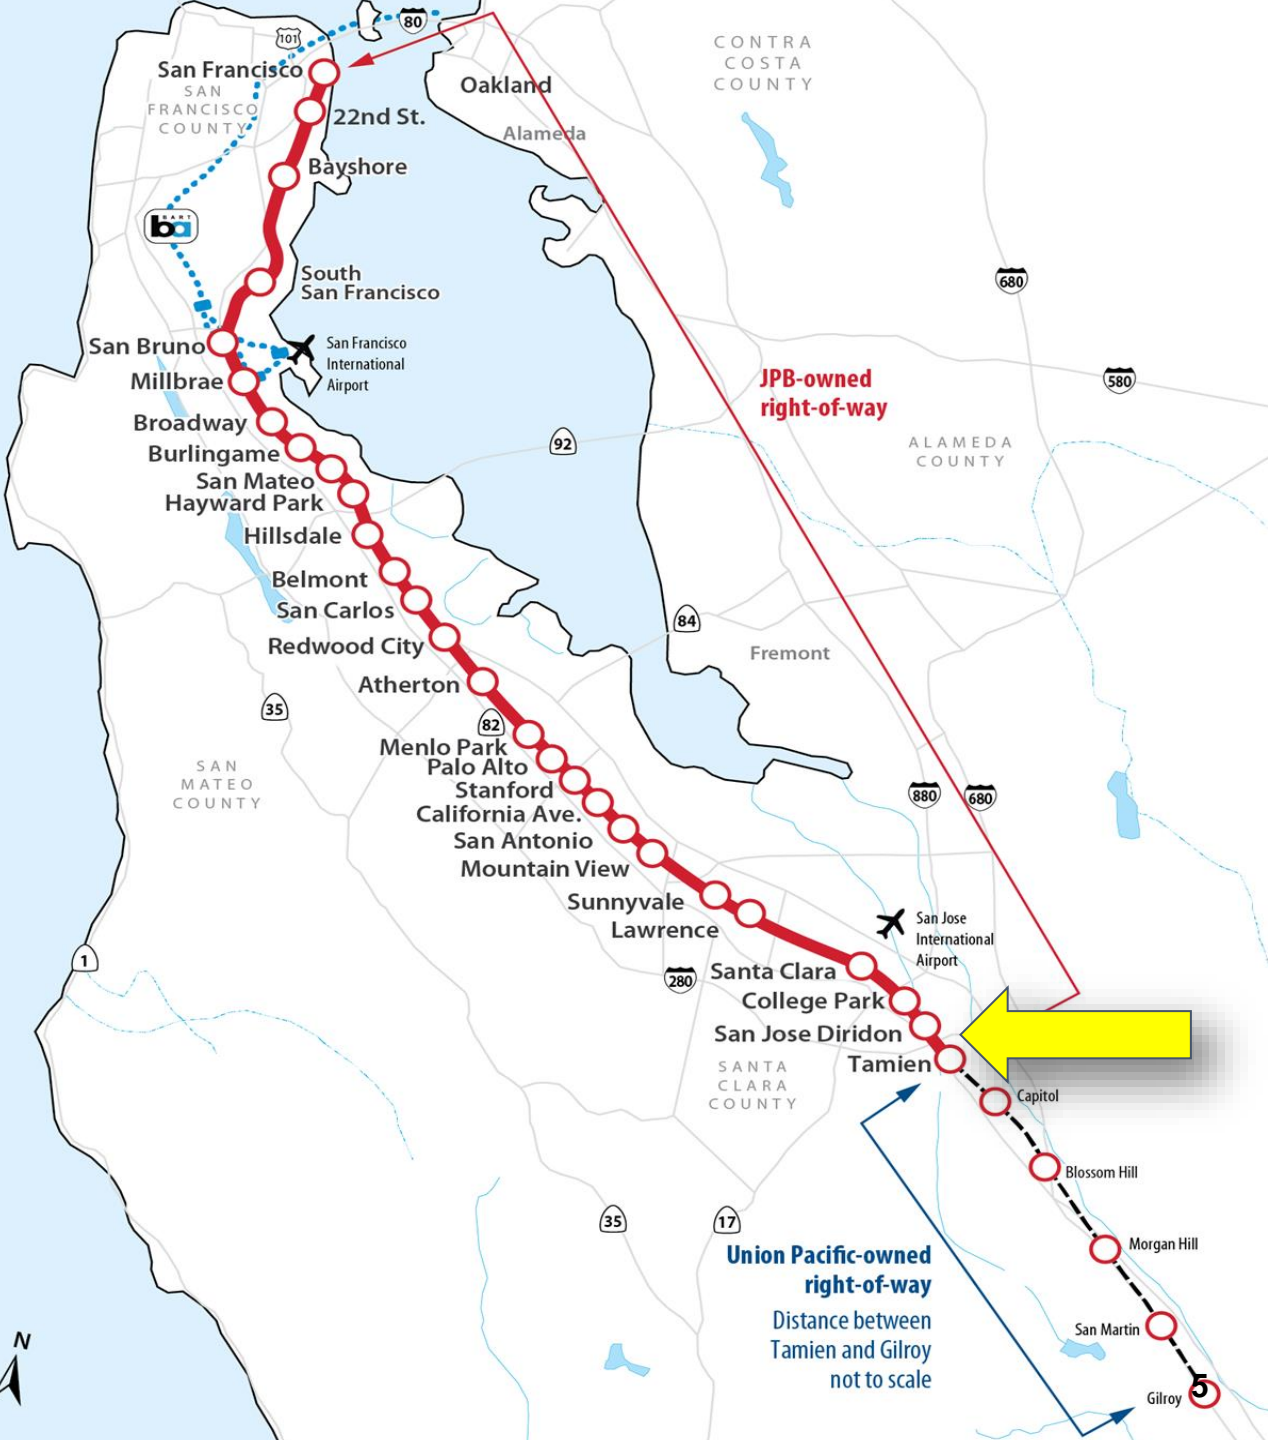 80
101
CONTRA
COSTA
COUNTY
San Francisco
SAN
FRANCISCO
COUNTY
Oakland
22nd St.
Alameda
Bayshore
BART
ba
South
San Francisco
680
San Bruno
San Francisco
International
Airport
Millbrae
580
JPB-owned
right-of-way
Broadway
Burlingame
92
ALAMEDA
COUNTY
San Mateo
Hayward Park
Hillsdale
Belmont
San Carlos
84
Redwood City
Fremont
Atherton
35
82
Menlo Park
Palo Alto
SAN
MATEO
COUNTY
Stanford
880
680
California Ave.
San Antonio
Mountain View
Sunnyvale
Lawrence
San Jose
International
Airport
1
280
Santa Clara
College Park
San Jose Diridon
Tamien
SANTA
CLARA
COUNTY
Capitol
Blossom Hill
35
17
Morgan Hill
Union Pacific-owned
right-of-way
Distance between
Tamien and Gilroy
not to scale
San Martin
N
Gilroy
5